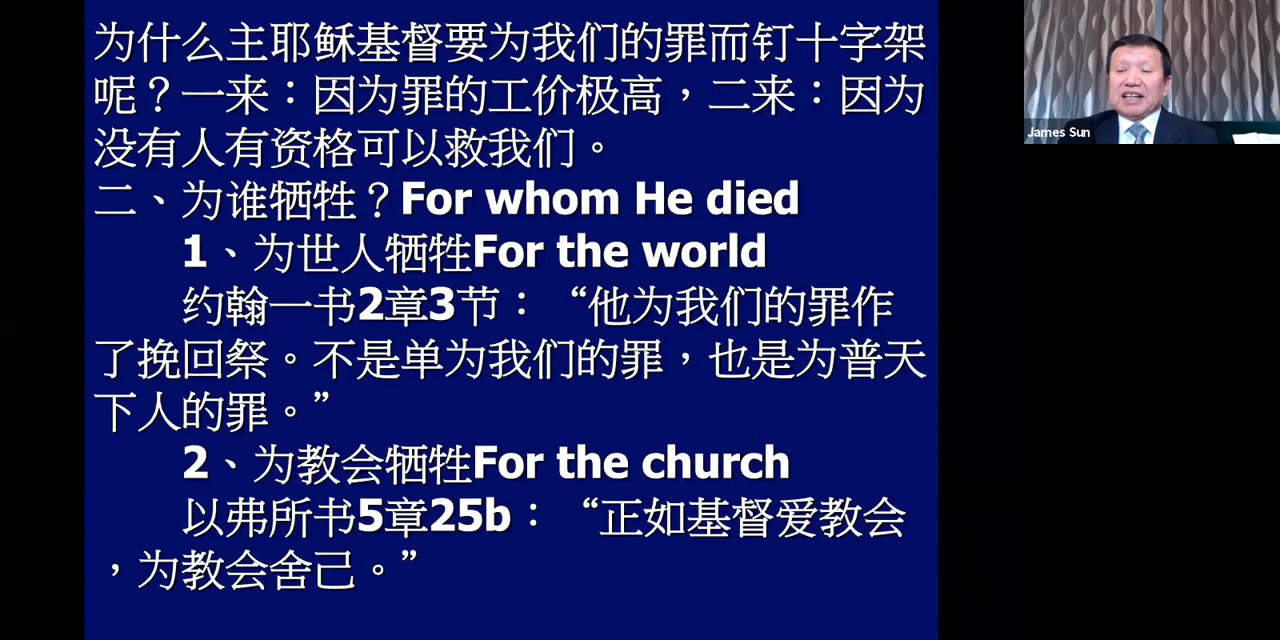 为什么主耶稣基督要为我们的罪而钉十字架
呢？一来：因为罪的工价极高，二来：因为
没有人有资格可以救我们。
二、为谁牺牲？For whom He died
1、为世人牺牲For the world
约翰一书2章3节：“他为我们的罪作
了挽回祭。不是单为我们的罪，也是为普天
下人的罪。”
2、为教会牺牲For the church
以弗所书5章25b：“正如基督爱教会
，为教会舍己。”
James Sun